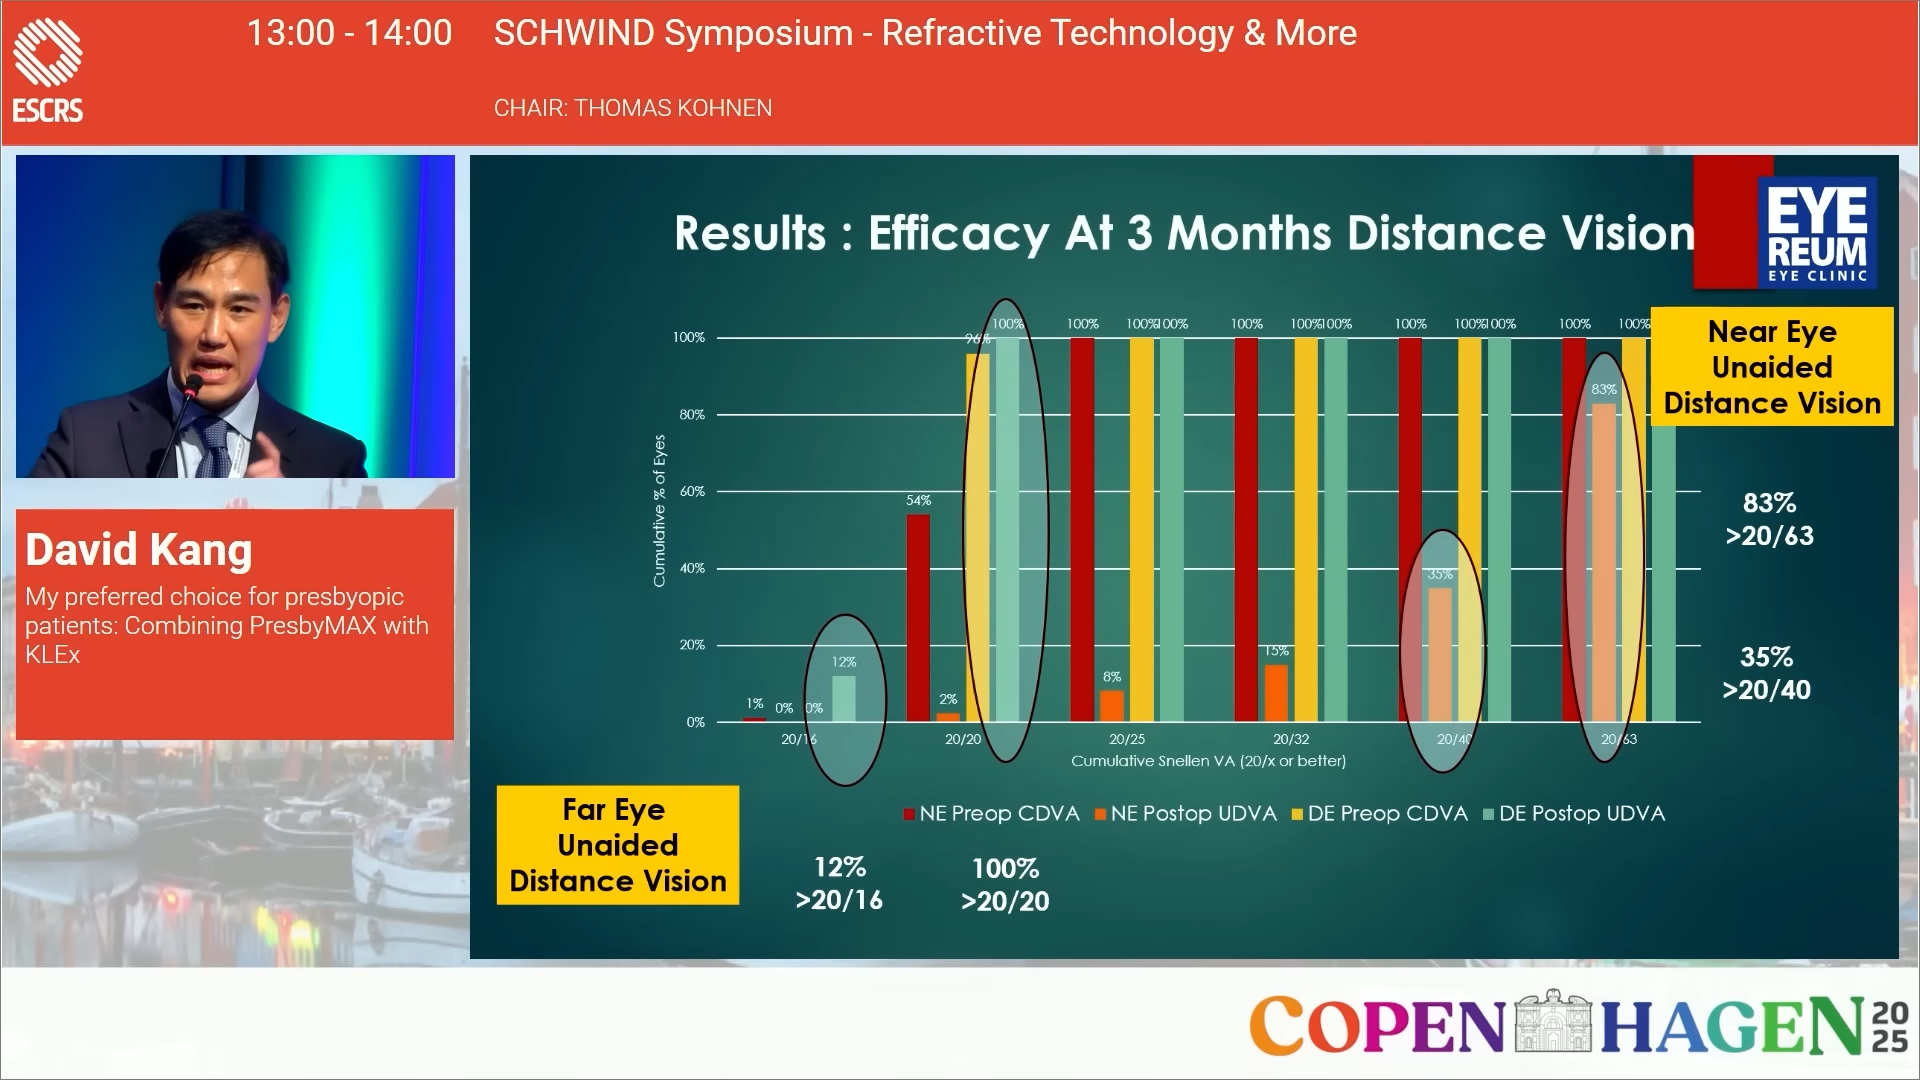 13:00 - 14:00
SCHWIND Symposium - Refractive Technology & More
CHAIR: THOMAS KOHNEN
ESCRS
David Kang
My preferred choice for presbyopic
patients: Combining PresbyMAX with
KLEx
Results : Efficacy At 3 Months Distance Vision
EYE
REUM
EYE CLINIC
Near Eye
Unaided
Distance Vision
83%
>20/63
35%
>20/40
Cumulative % of Eyes
100%
80%
60%
40%
20%
0%
1% 0% 0% 12%
54% 2% 96% 100%
100% 8% 100% 100%
100% 15% 100% 100%
100% 35% 100% 100%
100% 83% 100%
20/16 20/20 20/25 20/32 20/40 20/63
Cumulative Snellen VA (20/x or better)
NE Preop CDVA NE Postop UDVA DE Preop CDVA DE Postop UDVA
Far Eye
Unaided
Distance Vision
12%
>20/16
100%
>20/20
COPENHAGEN 2025